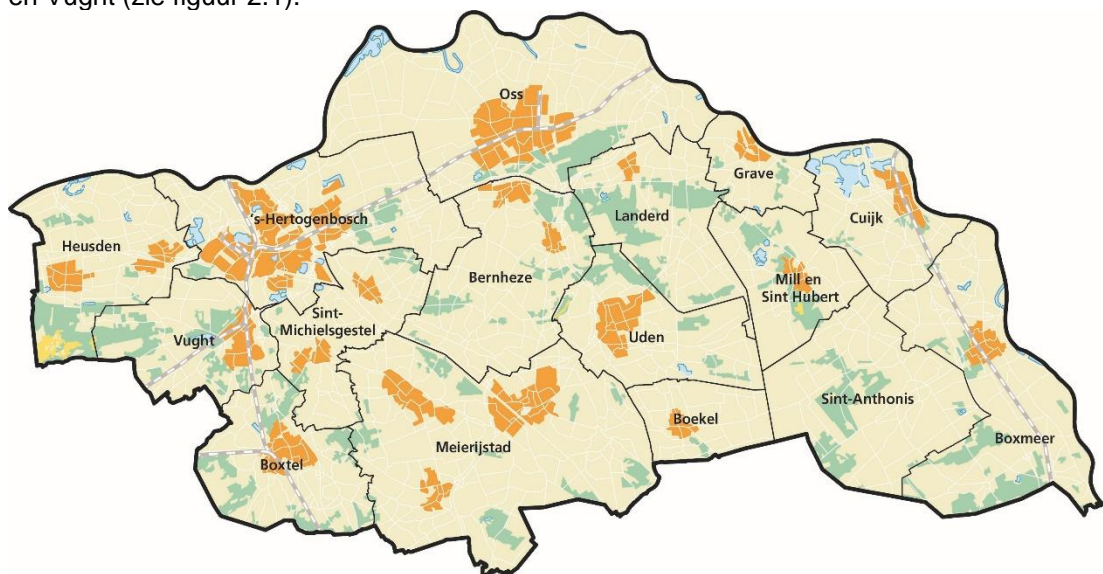 en Vught (zie figuur 2.1).
Oss
Grave
's-Hertogenbosch
Landerd
Cuijk
Heusden
Bernheze
Mill en
Sint Hubert
Sint-
Michielsgestel
Vught
Uden
Sint-Anthonis
Boekel
Boxmeer
Meierijstad
Boxtel